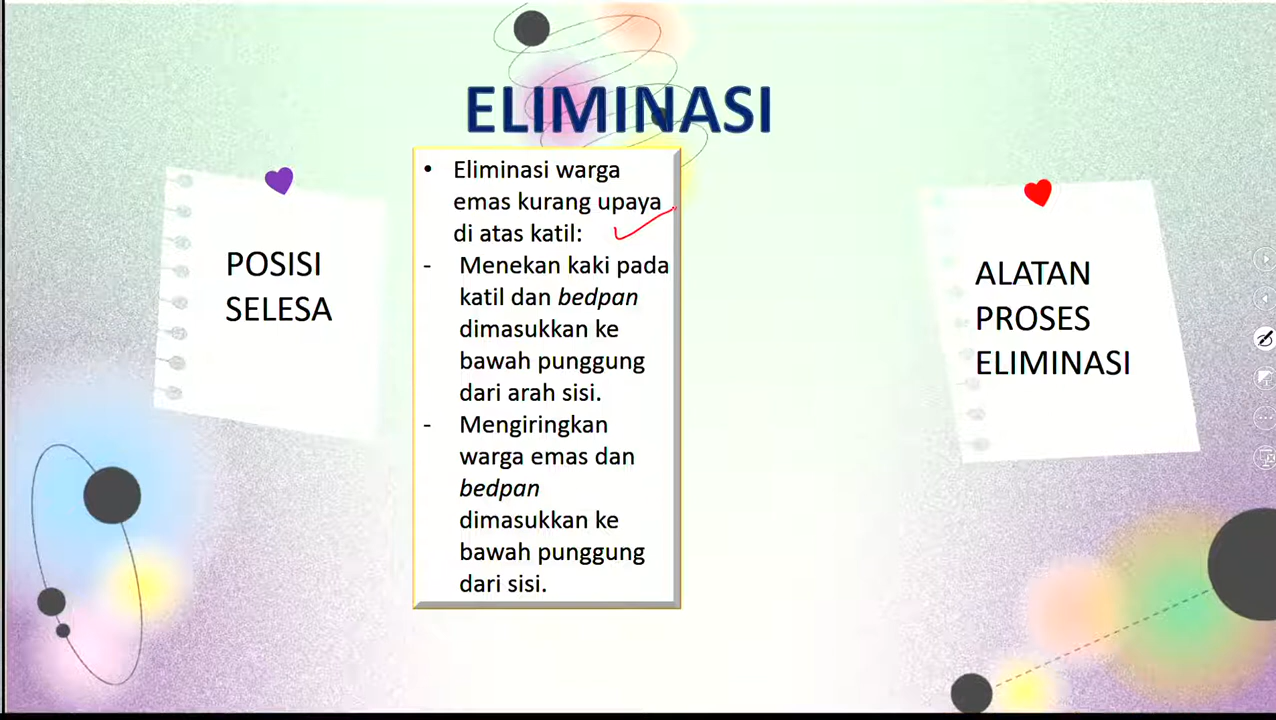 ELIMINASI
POSISI
SELESA
• Eliminasi warga
emas kurang upaya
di atas katil:
- Menekan kaki pada
katil dan bedpan
dimasukkan ke
bawah punggung
dari arah sisi.
- Mengiringkan
warga emas dan
bedpan
dimasukkan ke
bawah punggung
dari sisi.
ALATAN
PROSES
ELIMINASI